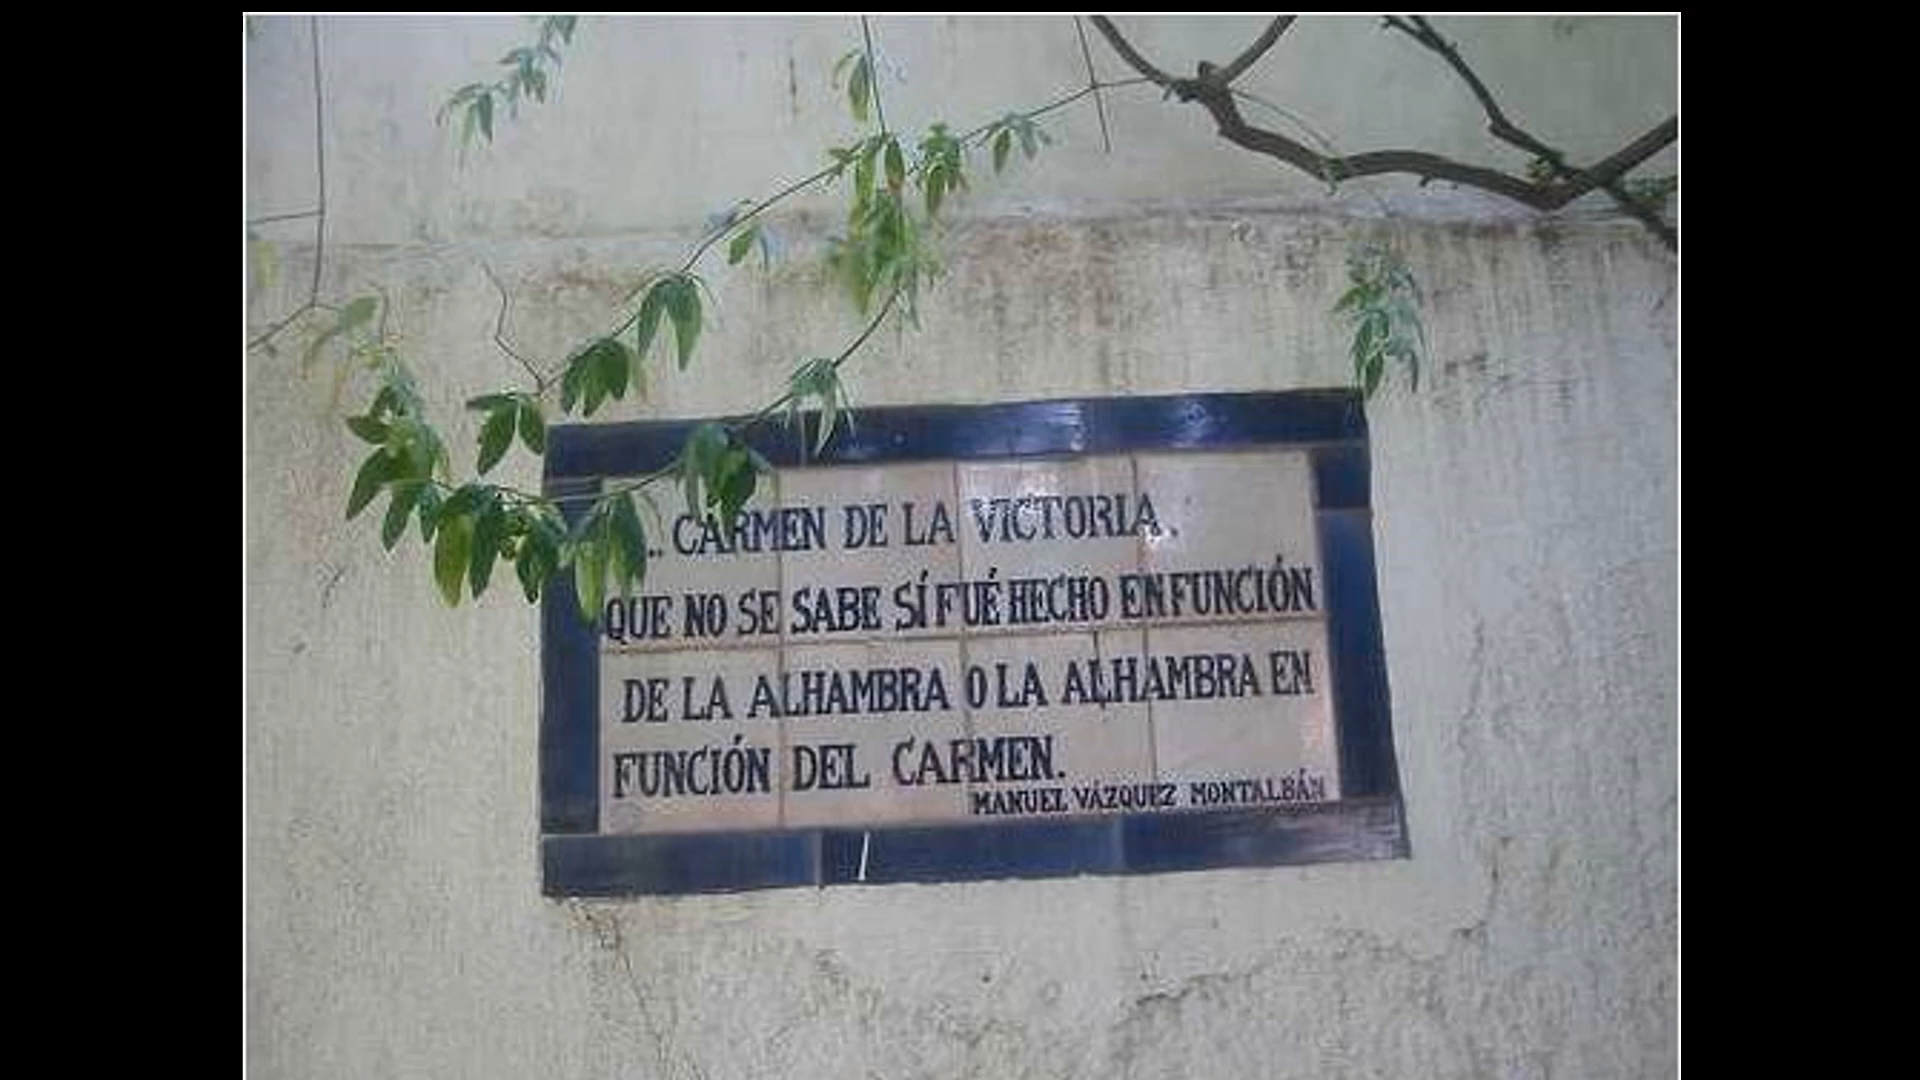 .. CARMEN DE LA VICTORIA.
QUE NO SE SABE SÍ FUÉ HECHO EN FUNCIÓN
DE LA ALHAMBRA O LA ALHAMBRA EN
FUNCIÓN DEL CARMEN.
MANUEL VÁZQUEZ MONTALBÁN